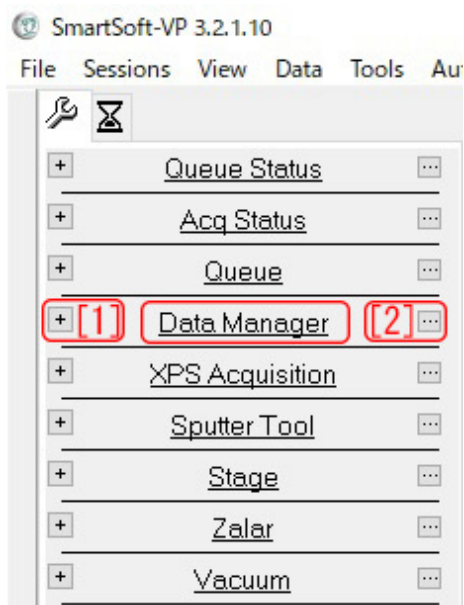 SmartSoft-VP 3.2.1.10
File Sessions View Data Tools Au
+ Queue Status ...
+ Acq Status ...
+ Queue ...
+ [1] Data Manager [2] ...
+ XPS Acquisition ...
+ Sputter Tool ...
+ Stage ...
+ Zalar ...
+ Vacuum ...